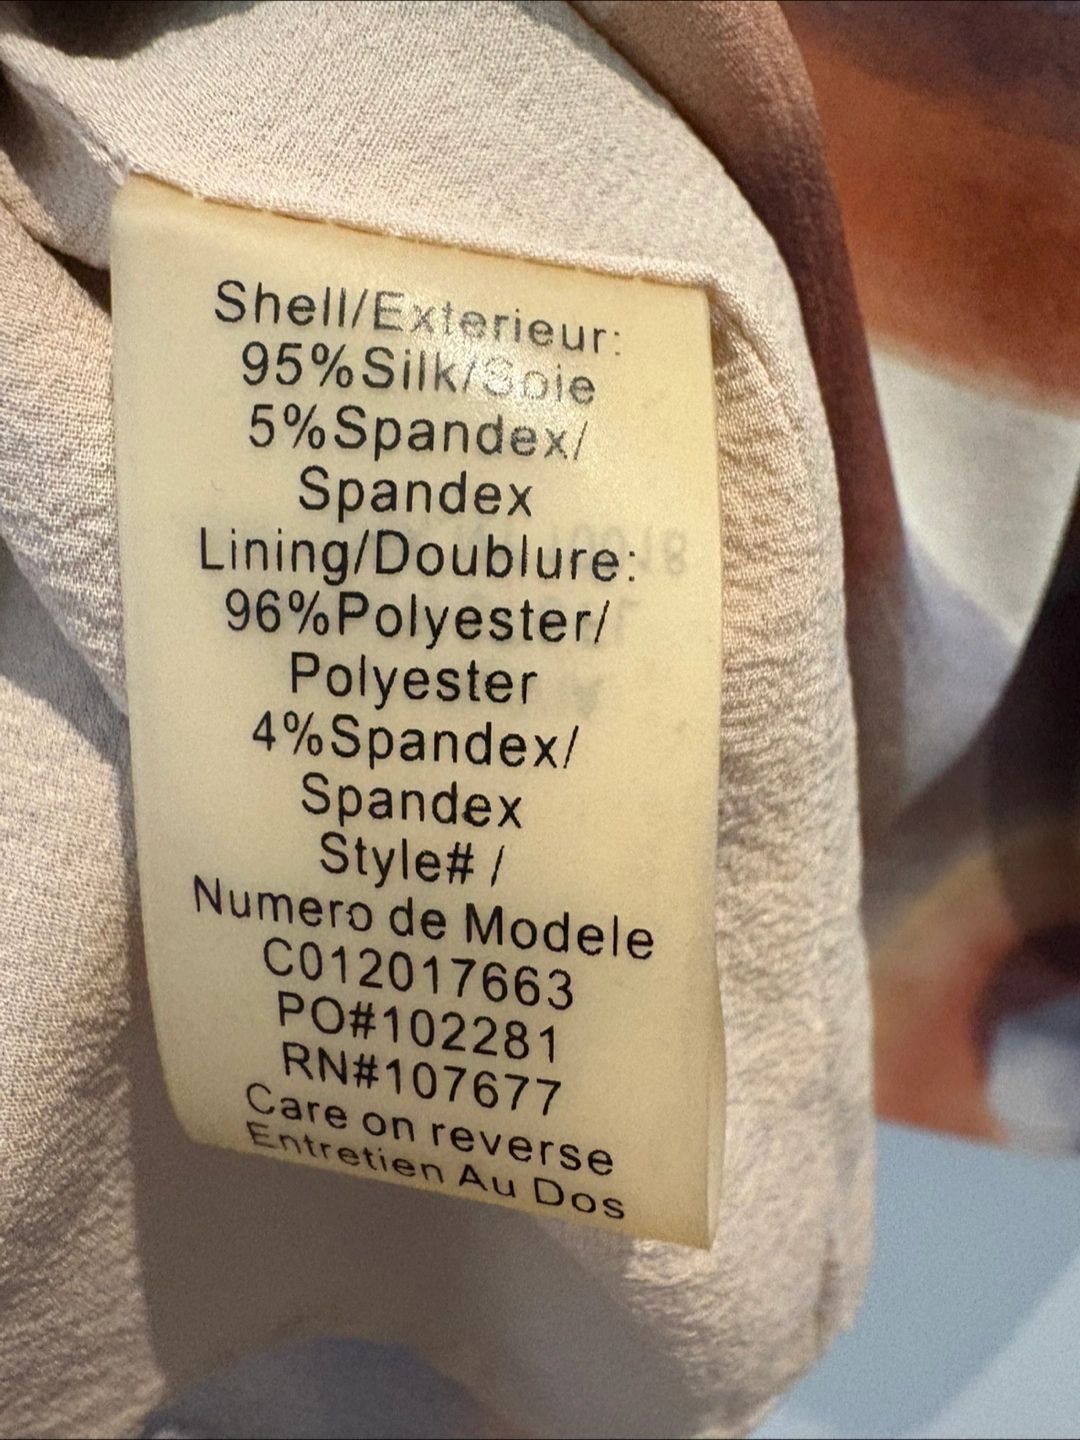 Shell/Exterieur:
95%Silk/Soie
5%Spandex/
Spandex
Lining/Doublure:
96%Polyester/
Polyester
4%Spandex/
Spandex
Style# /
Numero de Modele
C012017663
PO#102281
RN#107677
Care on reverse
Entretien Au Dos